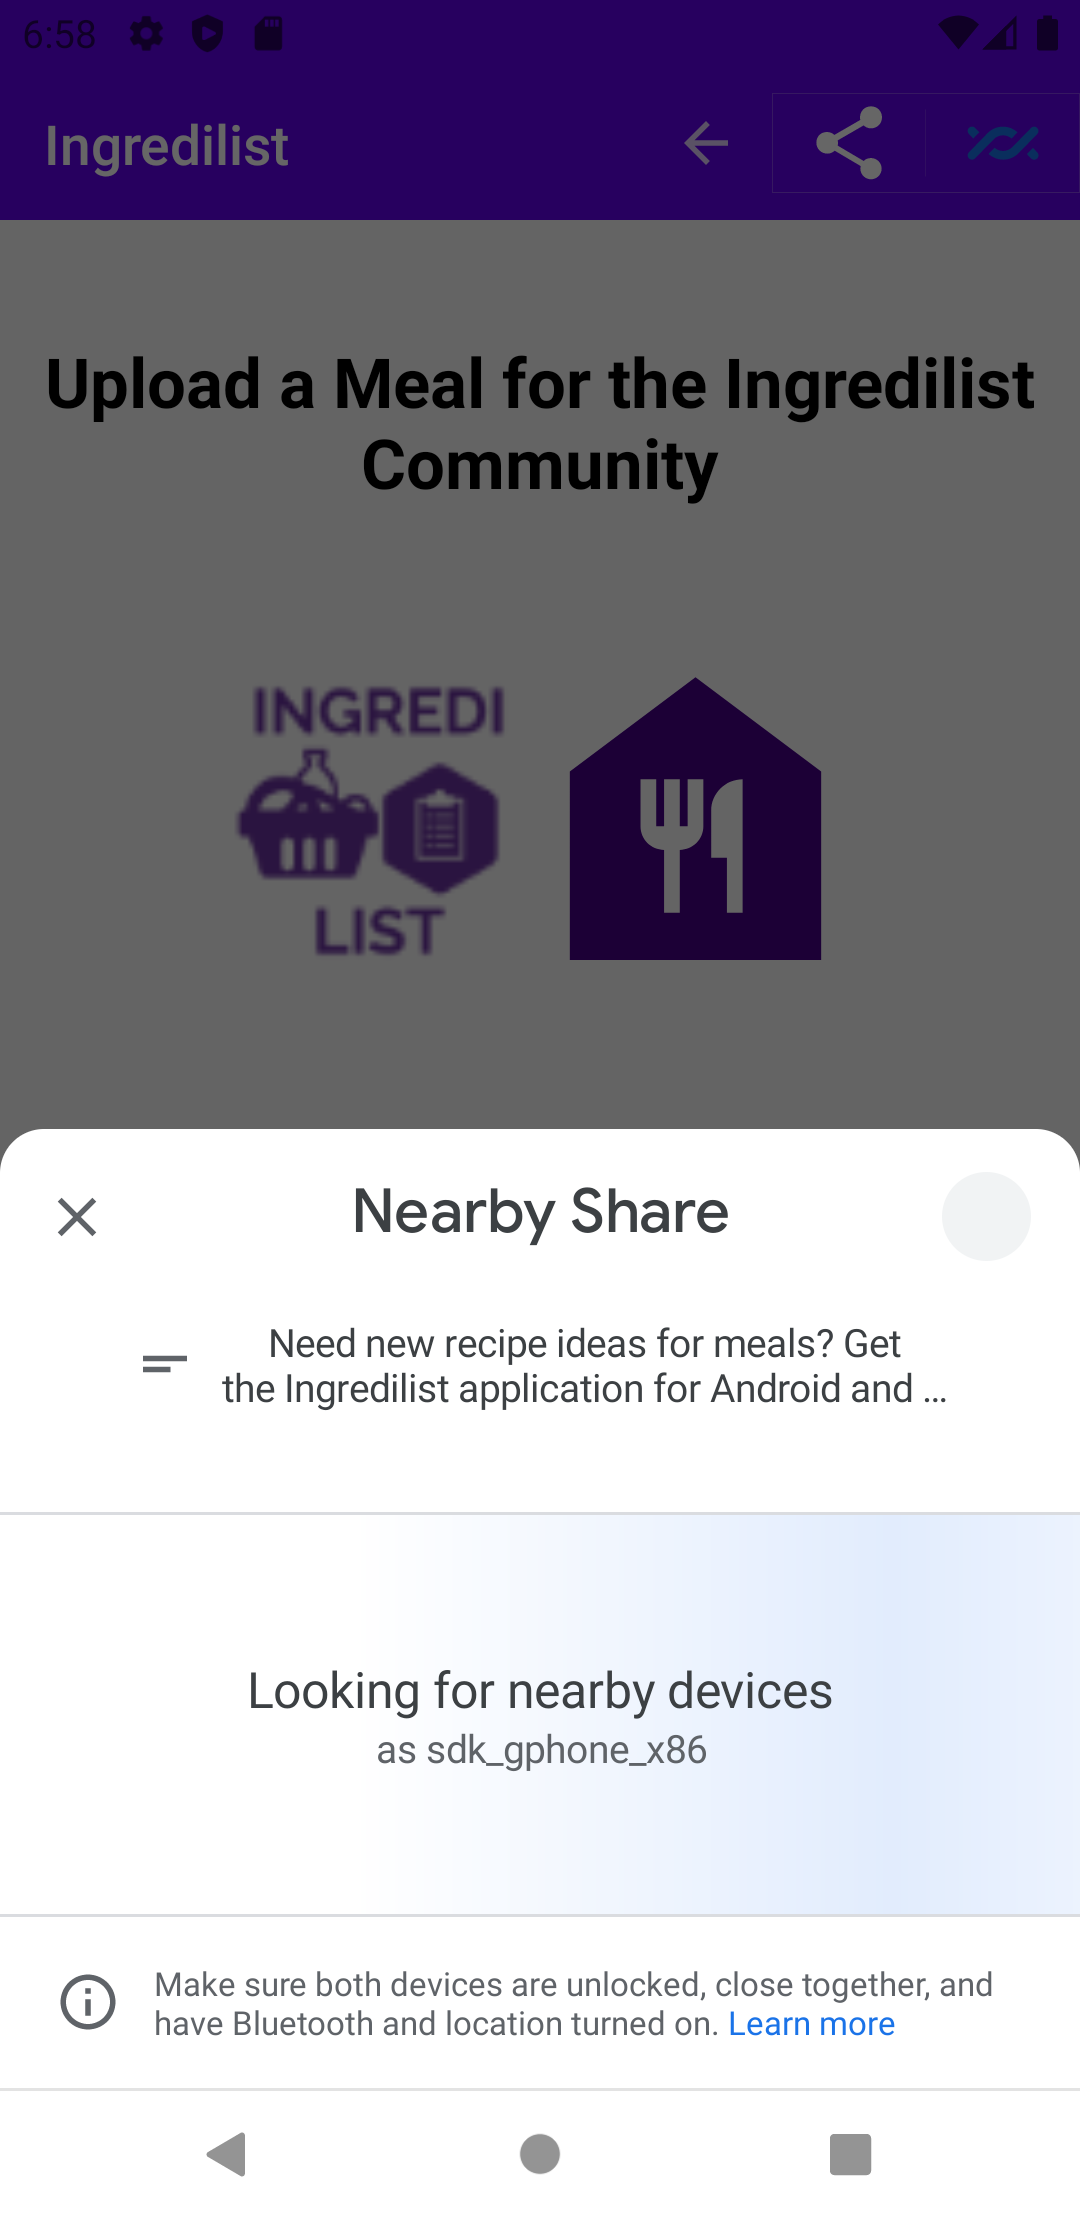 6:58
Ingredilist
Upload a Meal for the Ingredilist
Community
INGREDI
LIST
Nearby Share
Need new recipe ideas for meals? Get
the Ingredilist application for Android and ...
Looking for nearby devices
as sdk_gphone_x86
Make sure both devices are unlocked, close together, and
have Bluetooth and location turned on. Learn more